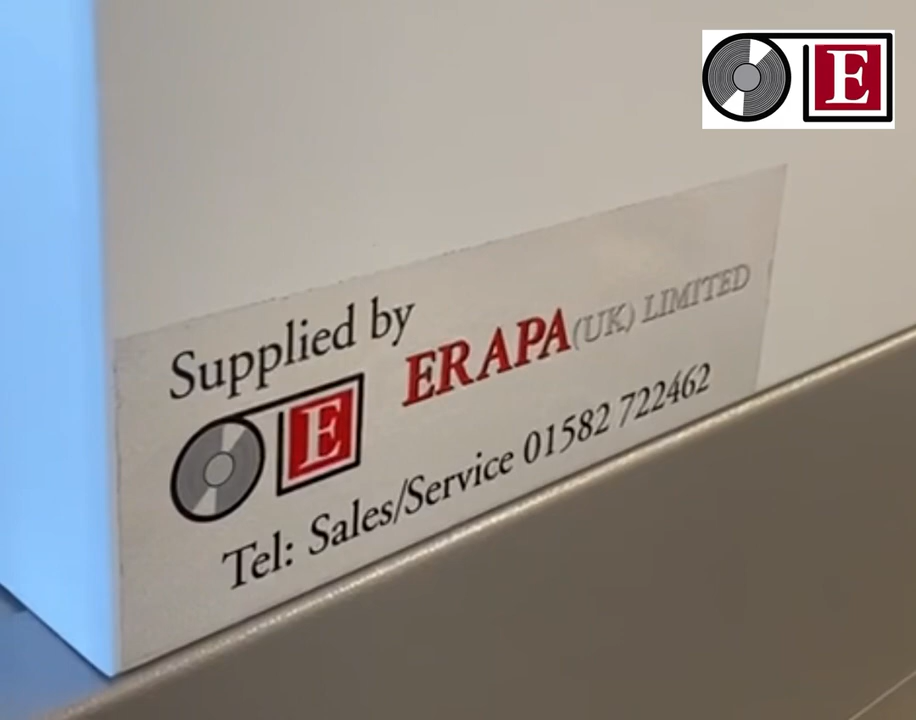 E
Supplied by
ERAPA (UK) LIMITED
E
Tel: Sales/Service 01582 722462